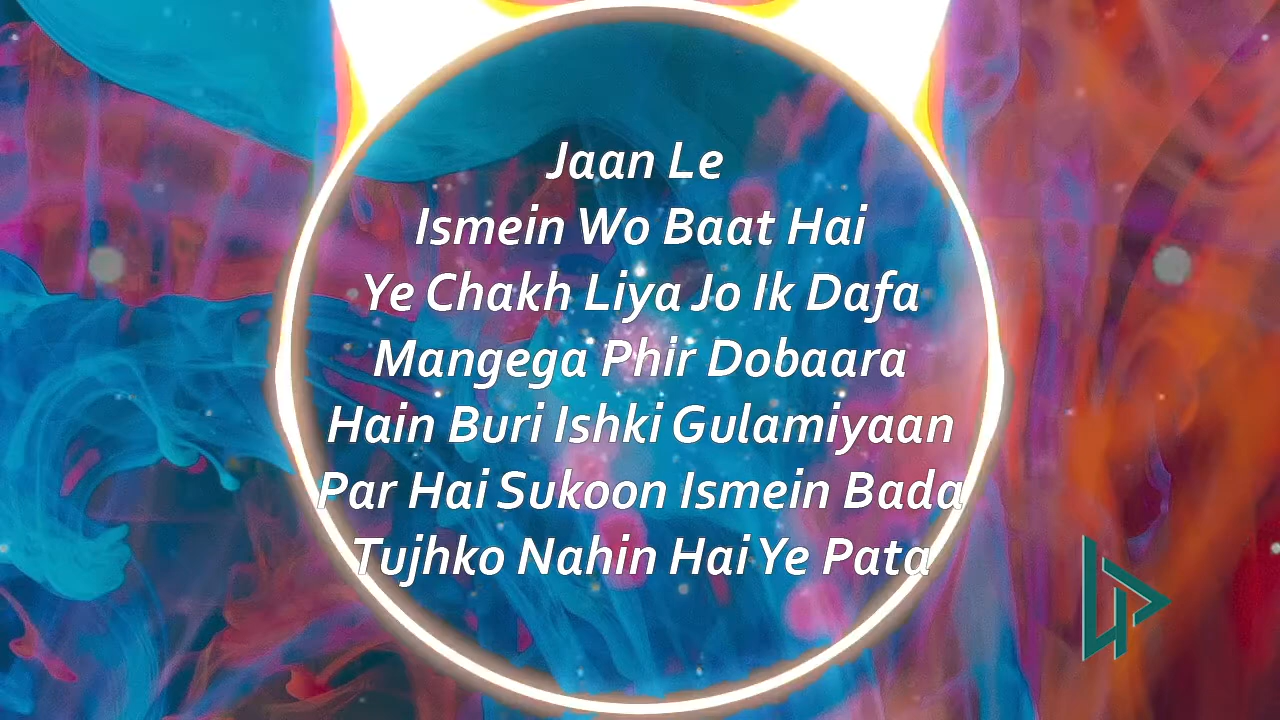 Jaan Le
Ismein Wo Baat Hai
Ye Chakh Liya Jo Ik Dafa
Mangega Phir Dobaara
Hain Buri Ishki Gulamiyaan
Par Hai Sukoon Ismein Bada
Tujhko Nahin Hai Ye Pata